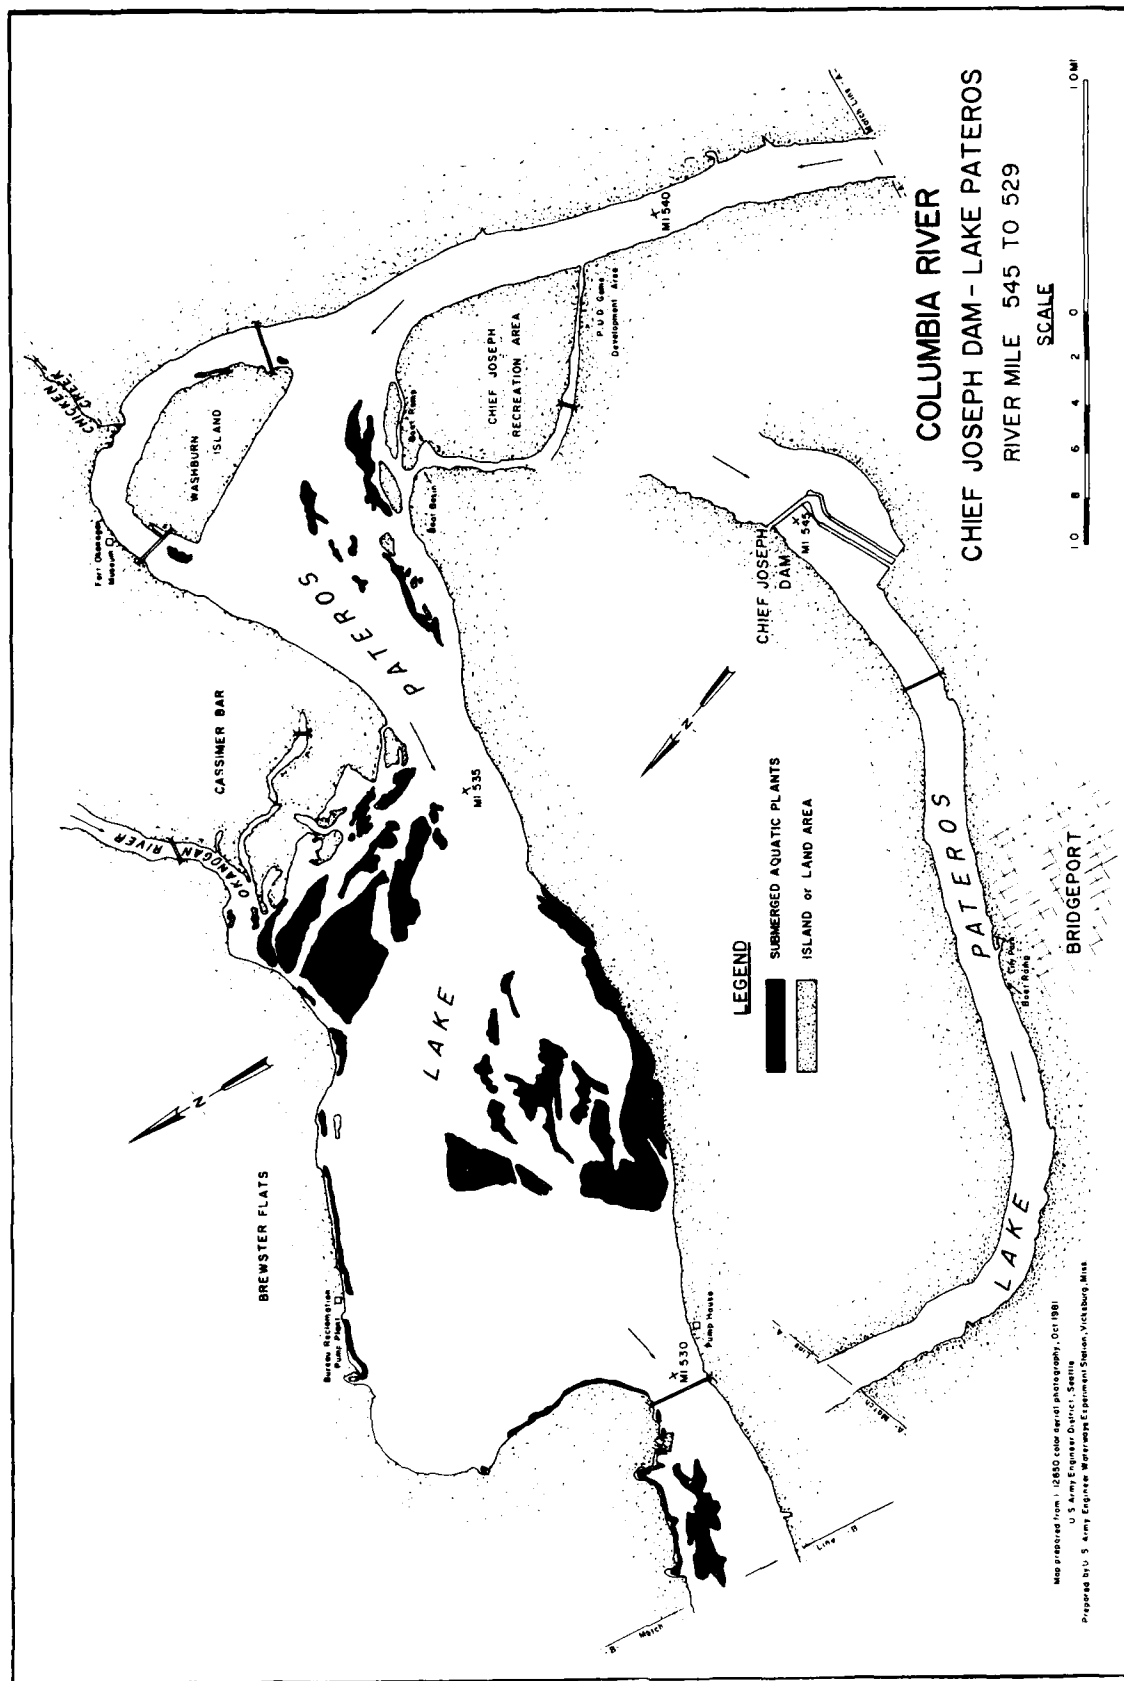 COLUMBIA RIVER
CHIEF JOSEPH DAM - LAKE PATEROS
RIVER MILE 545 TO 529
SCALE
10 8 6 4 2 0 10MI
LEGEND
SUBMERGED AQUATIC PLANTS
ISLAND or LAND AREA
CHICKEN
CREEK
WASHBURN
ISLAND
Fort Okanogan
Museum
CASSIMER BAR
OKANOGAN RIVER
BREWSTER FLATS
Bureau Reclamation
Pump Plant
LAKE PATEROS
MI 540
MI 535
MI 530
Pump House
Boat Ramp
Boat Basin
CHIEF JOSEPH
RECREATION AREA
P.U.D Game
Development Area
Match Line -A-
A
N
N
CHIEF JOSEPH
DAM
MI 545
LAKE PATEROS
BRIDGEPORT
City Park
Boat Ramp
A
Line
Match
A
B Match
Line B
Map prepared from 1:12650 color aerial photography, Oct 1981
U S Army Engineer District, Seattle
Prepared by U S Army Engineer Waterways Experiment Station, Vicksburg, Miss